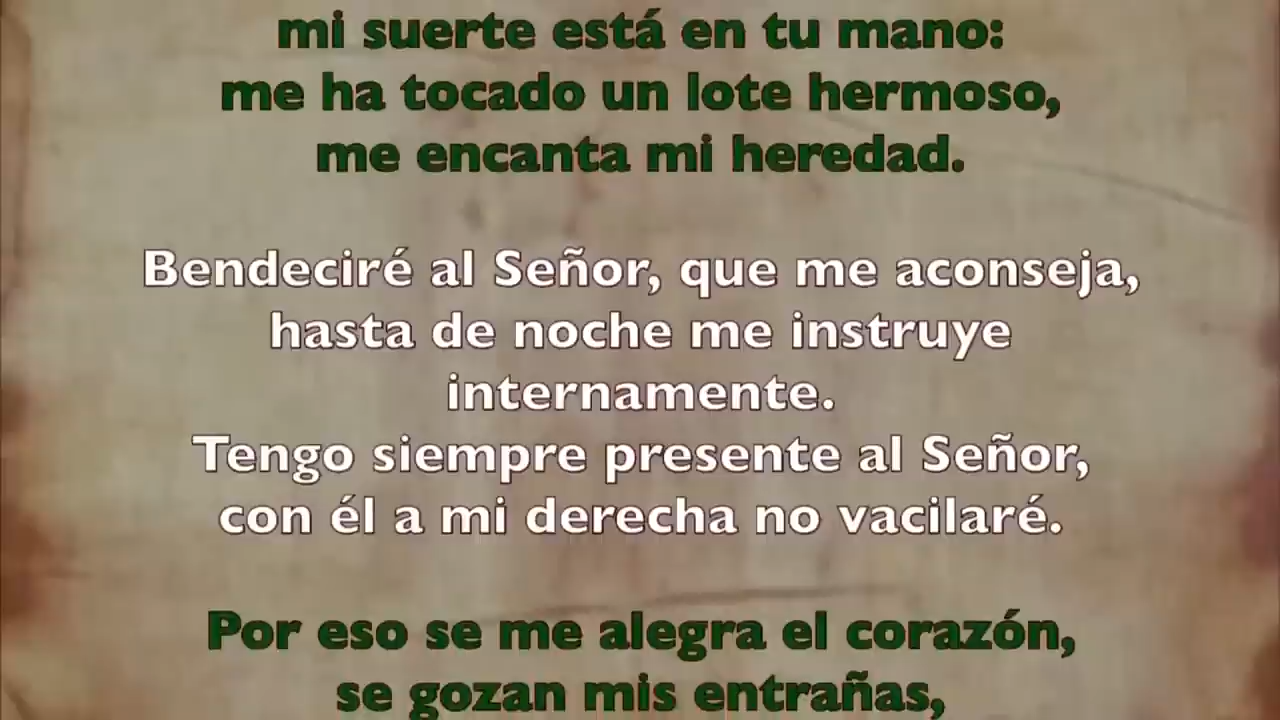 mi suerte está en tu mano:
me ha tocado un lote hermoso,
me encanta mi heredad.
Bendeciré al Señor, que me aconseja,
hasta de noche me instruye
internamente.
Tengo siempre presente al Señor,
con él a mi derecha no vacilaré.
Por eso se me alegra el corazón,
se gozan mis entrañas,